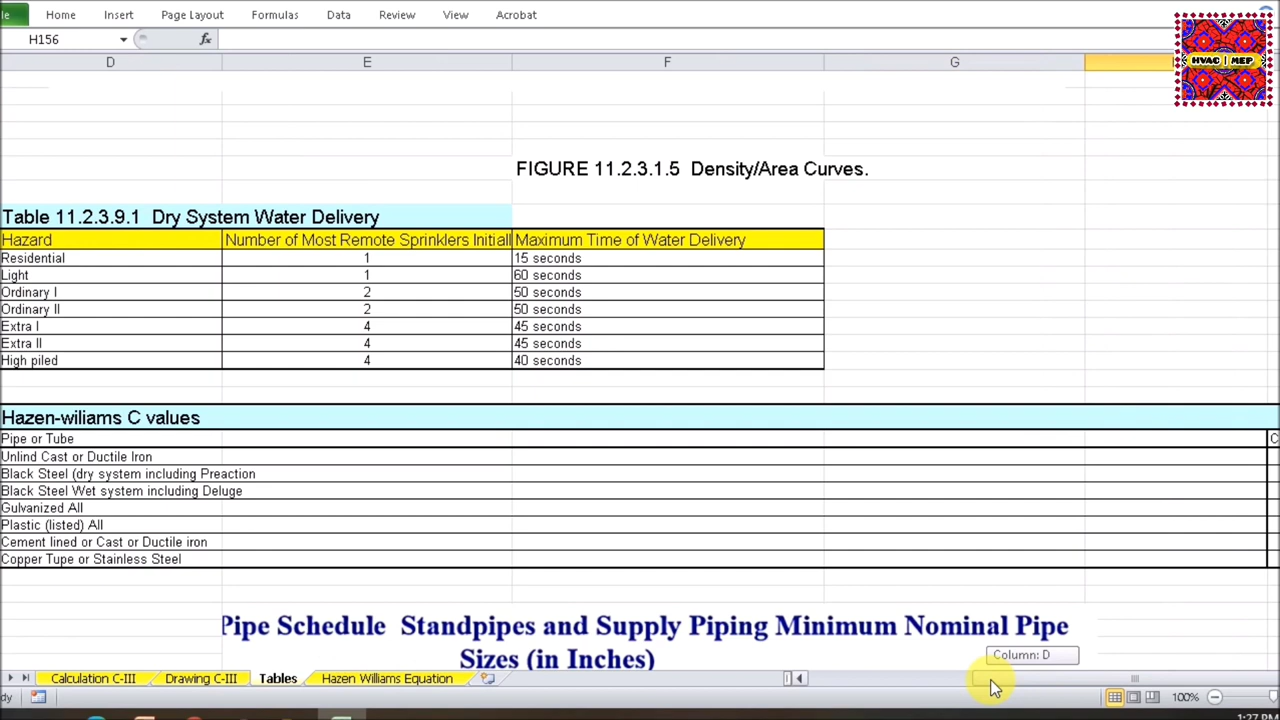 Home Insert Page Layout Formulas Data Review View Acrobat
H156 fx
D E F G
HVAC | MEP
FIGURE 11.2.3.1.5 Density/Area Curves.
Table 11.2.3.9.1 Dry System Water Delivery
Hazard Number of Most Remote Sprinklers Initiall Maximum Time of Water Delivery
Residential 1 15 seconds
Light 1 60 seconds
Ordinary I 2 50 seconds
Ordinary II 2 50 seconds
Extra I 4 45 seconds
Extra II 4 45 seconds
High piled 4 40 seconds
Hazen-wiliams C values
Pipe or Tube C
Unlind Cast or Ductile Iron
Black Steel (dry system including Preaction
Black Steel Wet system including Deluge
Gulvanized All
Plastic (listed) All
Cement lined or Cast or Ductile iron
Copper Tupe or Stainless Steel
Pipe Schedule Standpipes and Supply Piping Minimum Nominal Pipe
Sizes (in Inches)
Column: D
Calculation C-III Drawing C-III Tables Hazen Williams Equation
dy 100%
1:27 PM